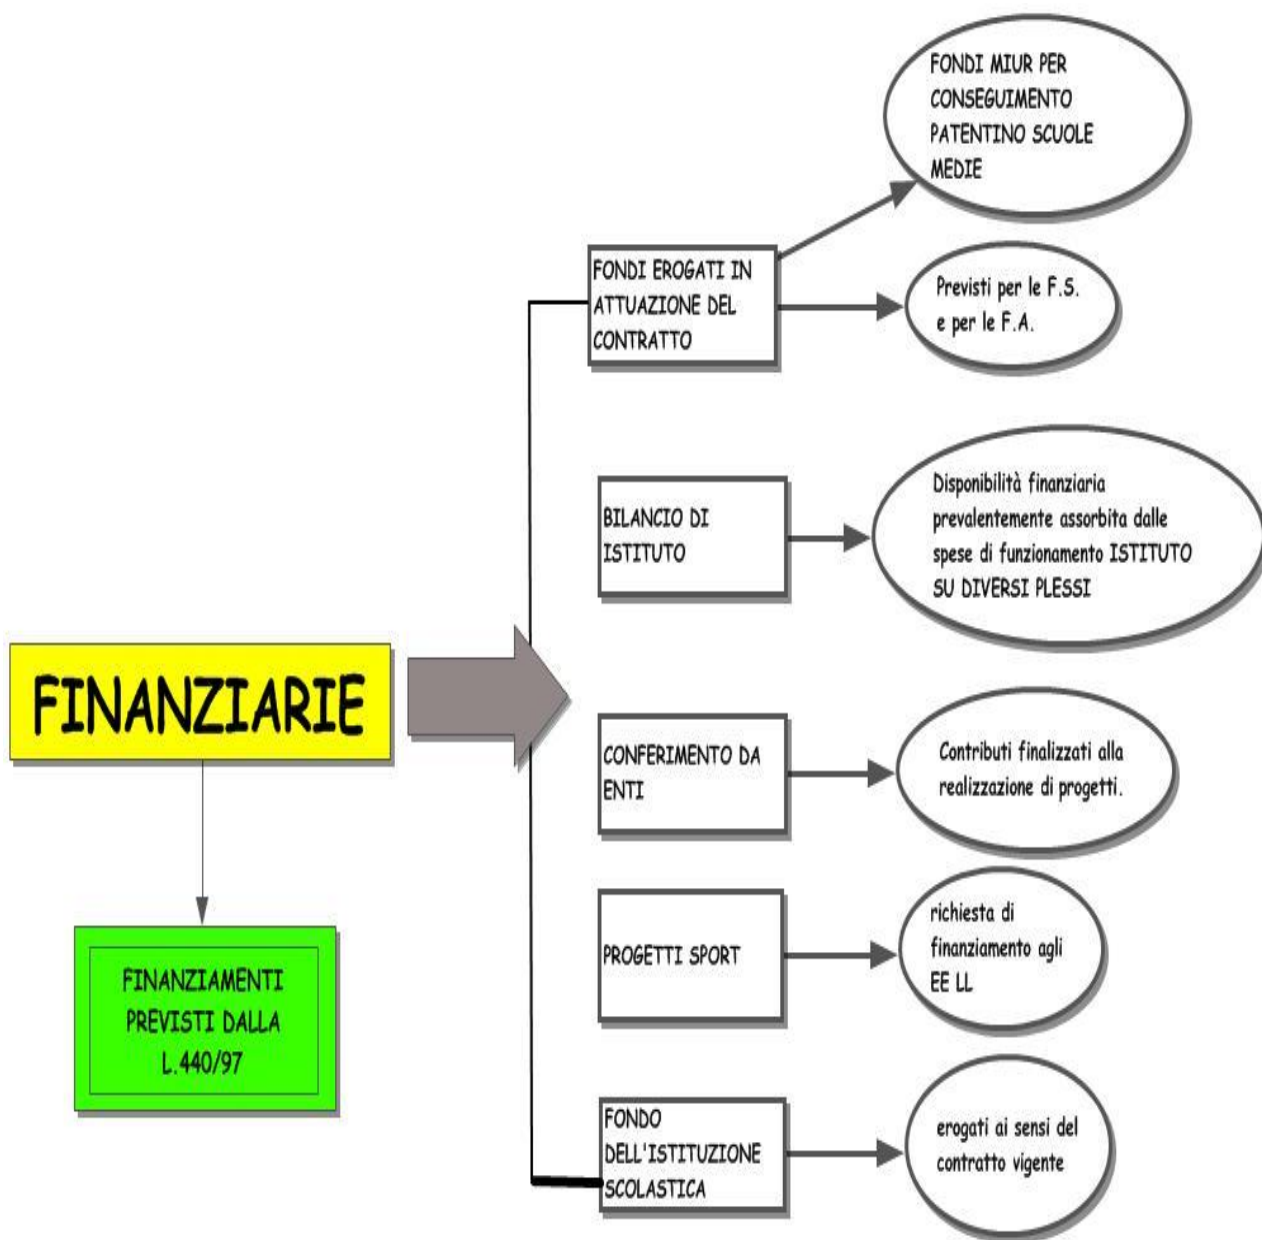 FONDI MIUR PER
CONSEGUIMENTO
PATENTINO SCUOLE
MEDIE
FONDI EROGATI IN
ATTUAZIONE DEL
CONTRATTO
Previsti per le F.S.
e per le F.A.
BILANCIO DI
ISTITUTO
Disponibilità finanziaria
prevalentemente assorbita dalle
spese di funzionamento ISTITUTO
SU DIVERSI PLESSI
FINANZIARIE
CONFERIMENTO DA
ENTI
Contributi finalizzati alla
realizzazione di progetti.
PROGETTI SPORT
richiesta di
finanziamento agli
EE LL
FINANZIAMENTI
PREVISTI DALLA
L.440/97
FONDO
DELL'ISTITUZIONE
SCOLASTICA
erogati ai sensi del
contratto vigente